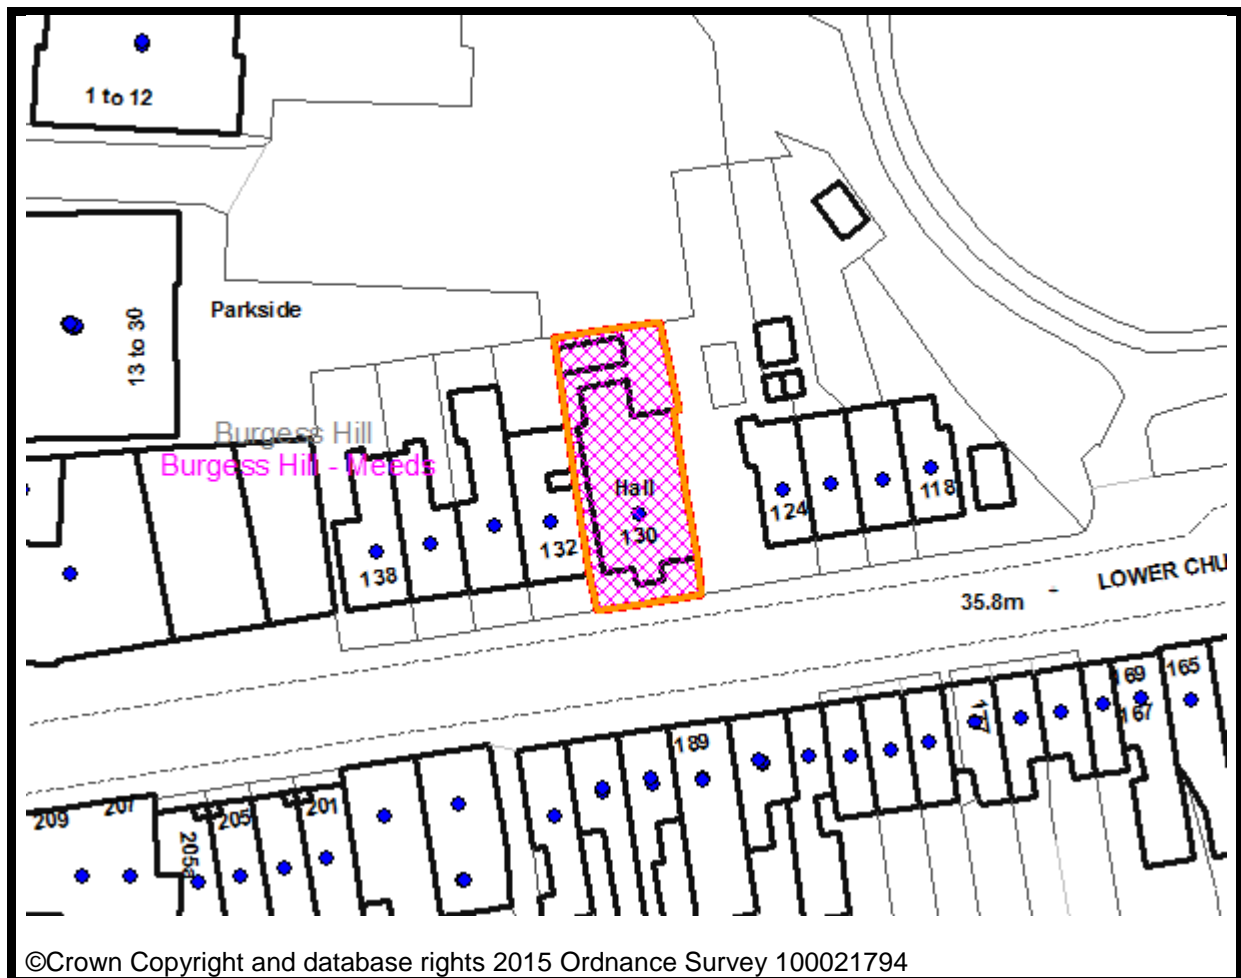 1 to 12
13 to 30
Parkside
Burgess Hill
Burgess Hill - Meeds
Hall
130
132
138
124
118
LOWER CHU
35.8m
169
165
167
177
189
201
207
209
205
205a
©Crown Copyright and database rights 2015 Ordnance Survey 100021794